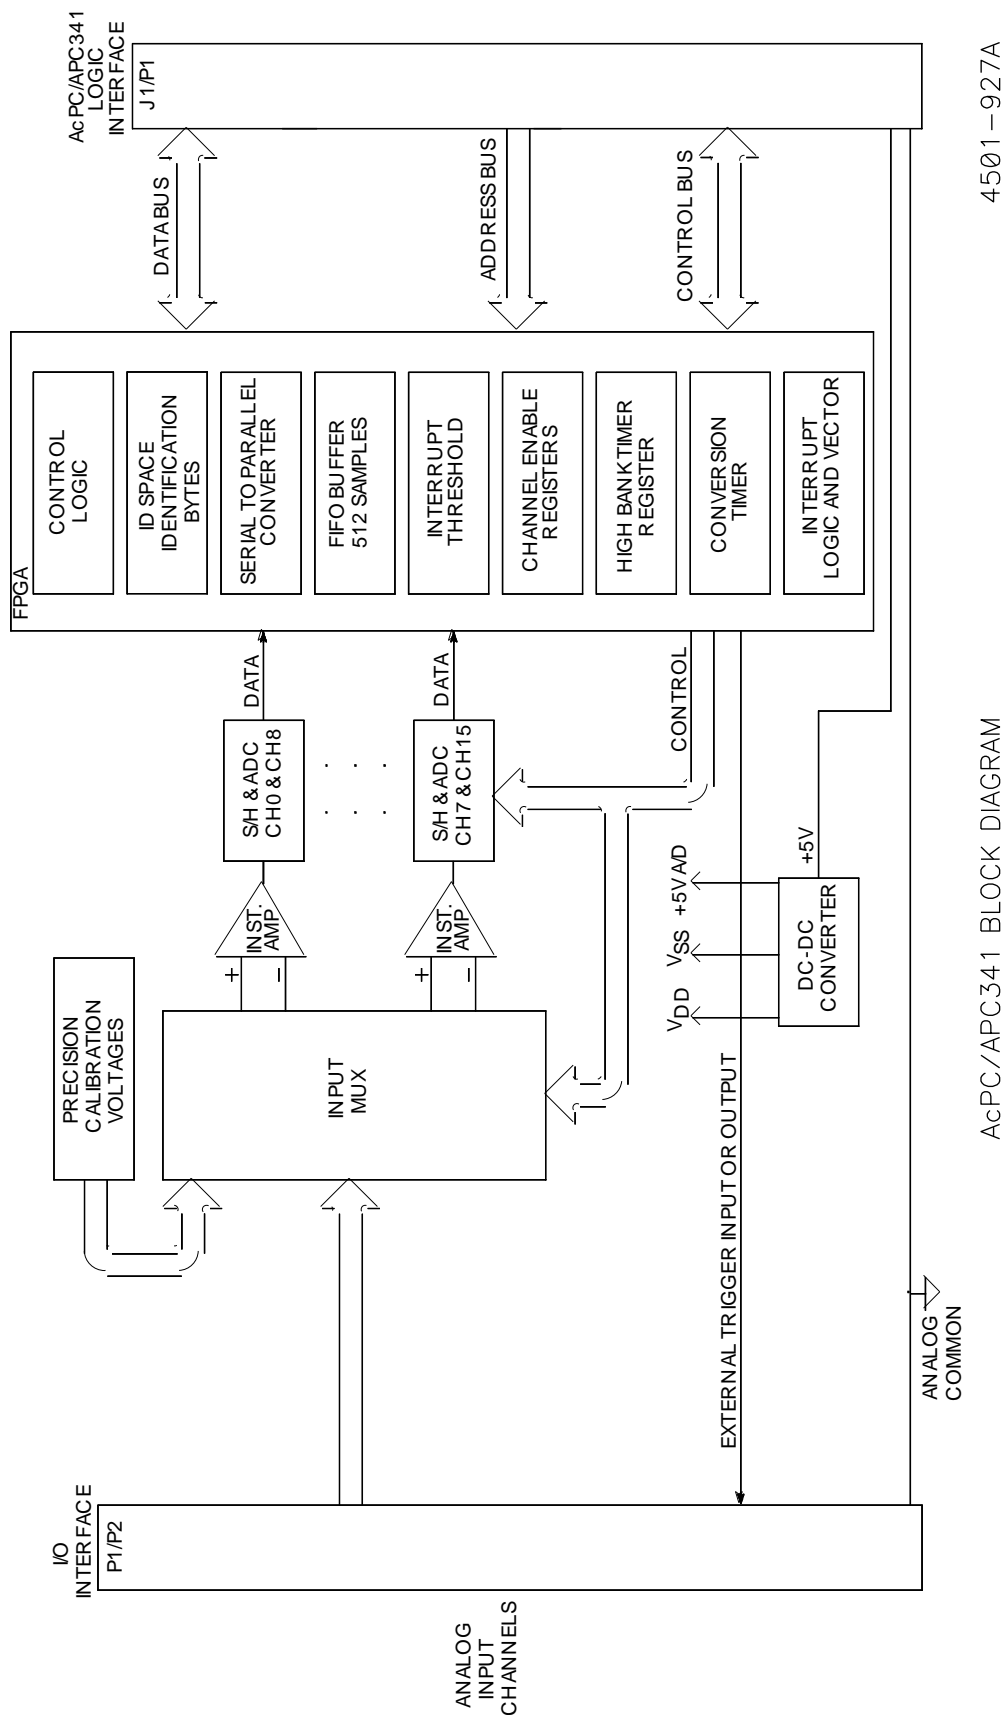 I/O
INTERFACE
P1/P2
ANALOG
INPUT
CHANNELS
PRECISION
CALIBRATION
VOLTAGES
INPUT
MUX
+
-
INST.
AMP
+
-
INST.
AMP
S/H & ADC
CH0 & CH8
. . .
. . .
S/H & ADC
CH7 & CH15
DATA
DATA
CONTROL
FPGA
CONTROL
LOGIC
ID SPACE
IDENTIFICATION
BYTES
SERIAL TO PARALLEL
CONVERTER
FIFO BUFFER
512 SAMPLES
INTERRUPT
THRESHOLD
CHANNEL ENABLE
REGISTERS
HIGH BANK TIMER
REGISTER
CONVERSION
TIMER
INTERRUPT
LOGIC AND VECTOR
DATA BUS
ADDRESS BUS
CONTROL BUS
AcPC/APC341
LOGIC
INTERFACE
J1/P1
EXTERNAL TRIGGER INPUT OR OUTPUT
VDD
VSS
+5V A/D
DC-DC
CONVERTER
+5V
ANALOG
COMMON
AcPC/APC341 BLOCK DIAGRAM
4501-927A